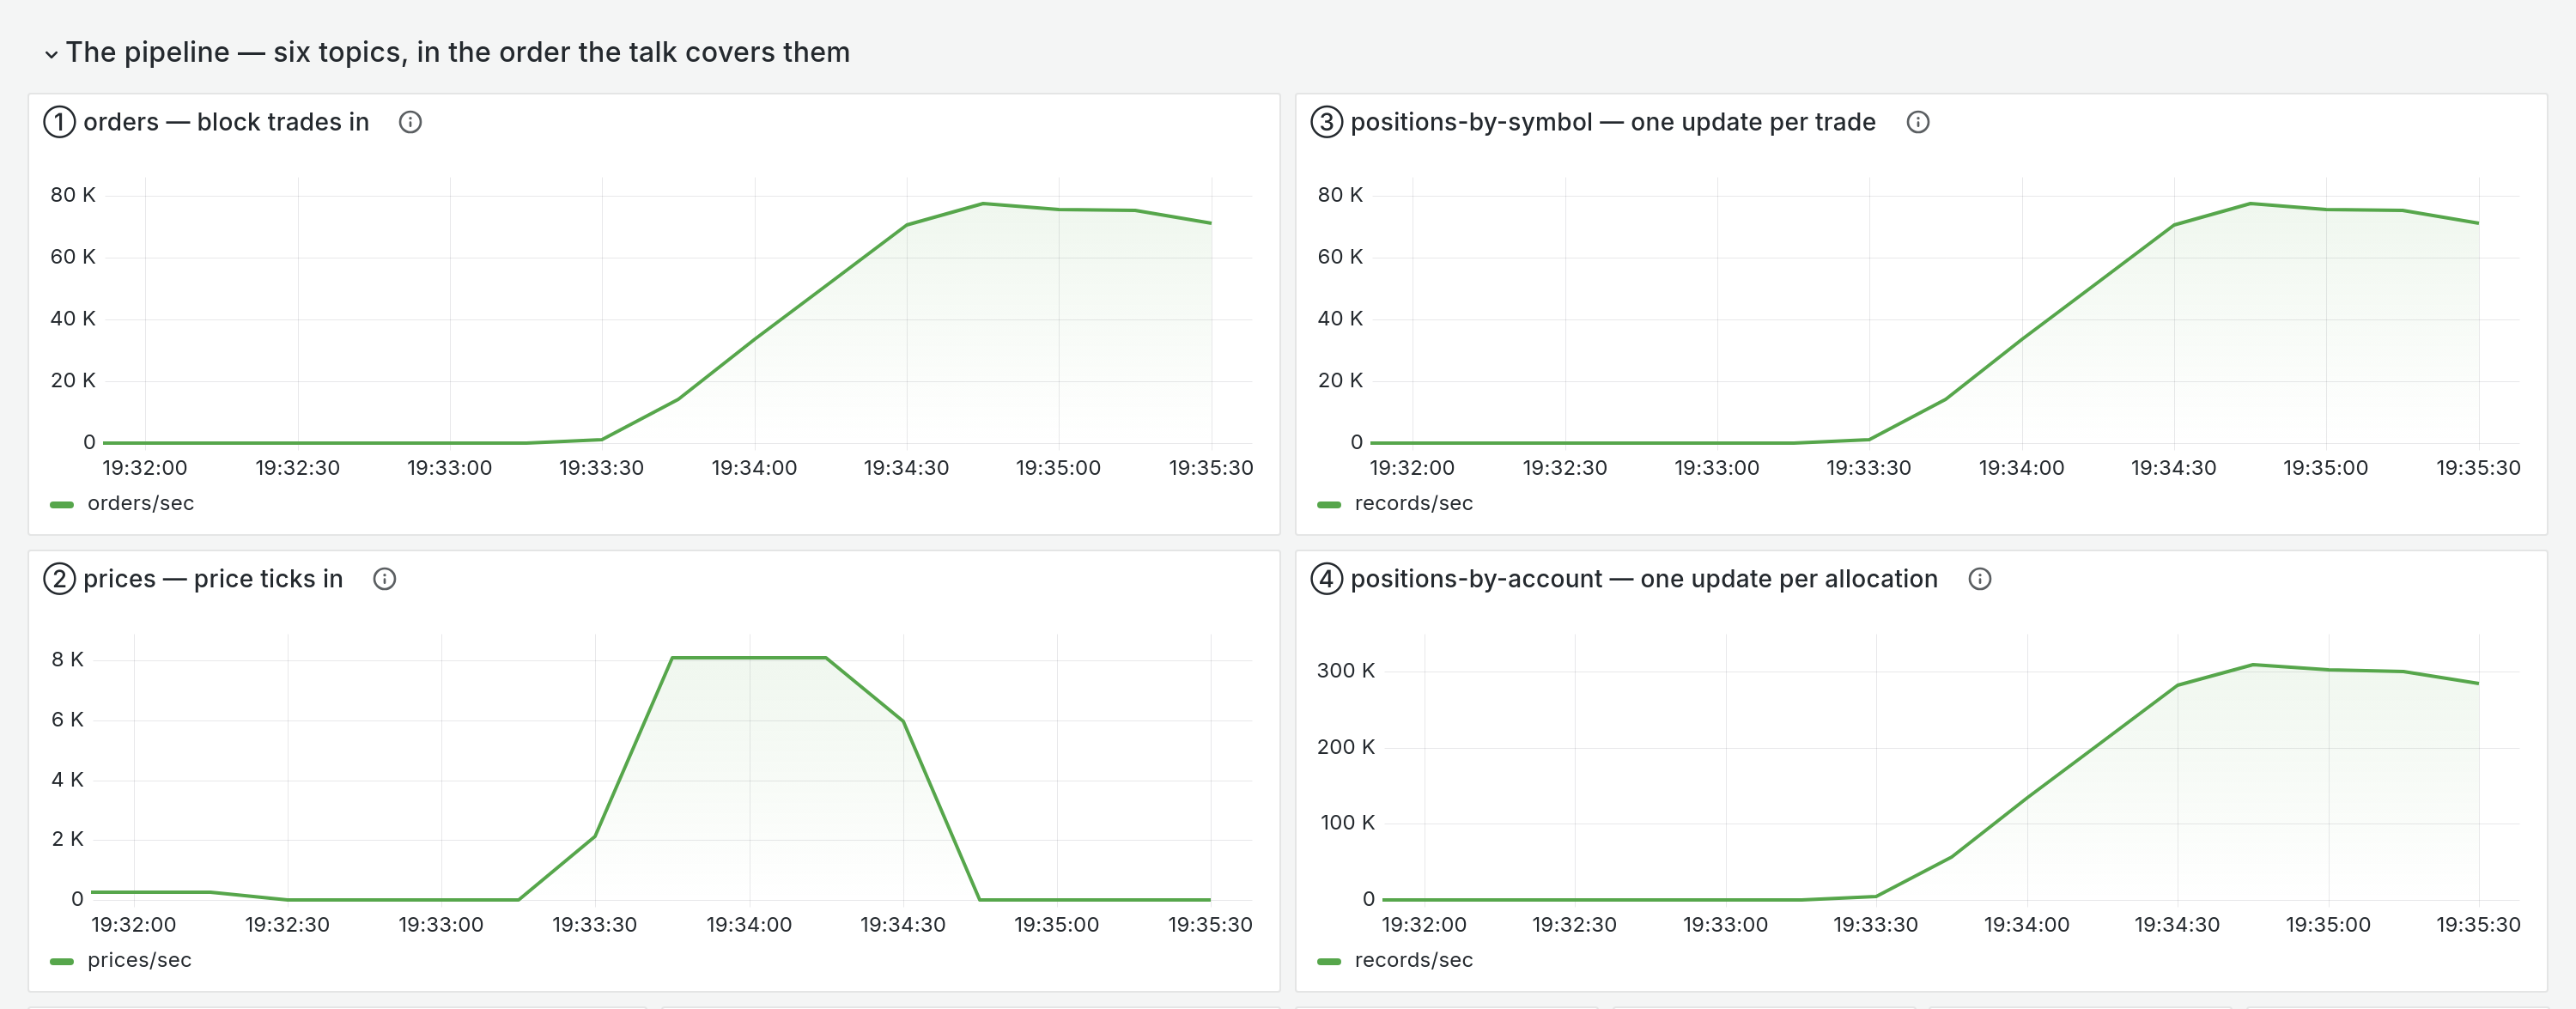 The pipeline — six topics, in the order the talk covers them
① orders — block trades in
80 K
60 K
40 K
20 K
0
19:32:00 19:32:30 19:33:00 19:33:30 19:34:00 19:34:30 19:35:00 19:35:30
orders/sec
③ positions-by-symbol — one update per trade
80 K
60 K
40 K
20 K
0
19:32:00 19:32:30 19:33:00 19:33:30 19:34:00 19:34:30 19:35:00 19:35:30
records/sec
② prices — price ticks in
8 K
6 K
4 K
2 K
0
19:32:00 19:32:30 19:33:00 19:33:30 19:34:00 19:34:30 19:35:00 19:35:30
prices/sec
④ positions-by-account — one update per allocation
300 K
200 K
100 K
0
19:32:00 19:32:30 19:33:00 19:33:30 19:34:00 19:34:30 19:35:00 19:35:30
records/sec